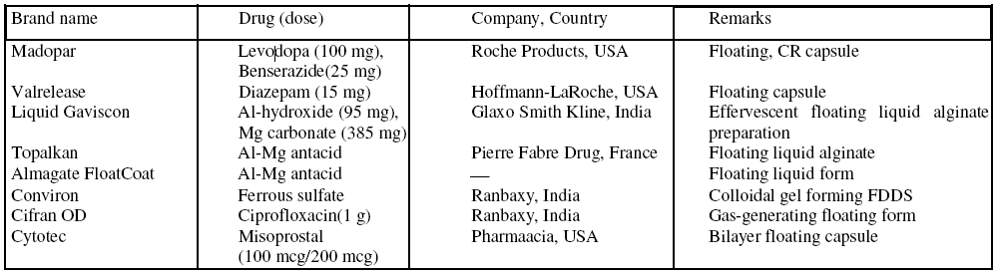 Brand name Drug (dose) Company, Country Remarks
Madopar Levodopa (100 mg), Roche Products, USA Floating, CR capsule
Benserazide(25 mg)
Valrelease Diazepam (15 mg) Hoffmann-LaRoche, USA Floating capsule
Liquid Gaviscon Al-hydroxide (95 mg), Glaxo Smith Kline, India Effervescent floating liquid alginate
Mg carbonate (385 mg) preparation
Topalkan Al-Mg antacid Pierre Fabre Drug, France Floating liquid alginate
Almagate FloatCoat Al-Mg antacid — Floating liquid form
Conviron Ferrous sulfate Ranbaxy, India Colloidal gel forming FDDS
Cifran OD Ciprofloxacin(1 g) Ranbaxy, India Gas-generating floating form
Cytotec Misoprostal Pharmaacia, USA Bilayer floating capsule
(100 mcg/200 mcg)